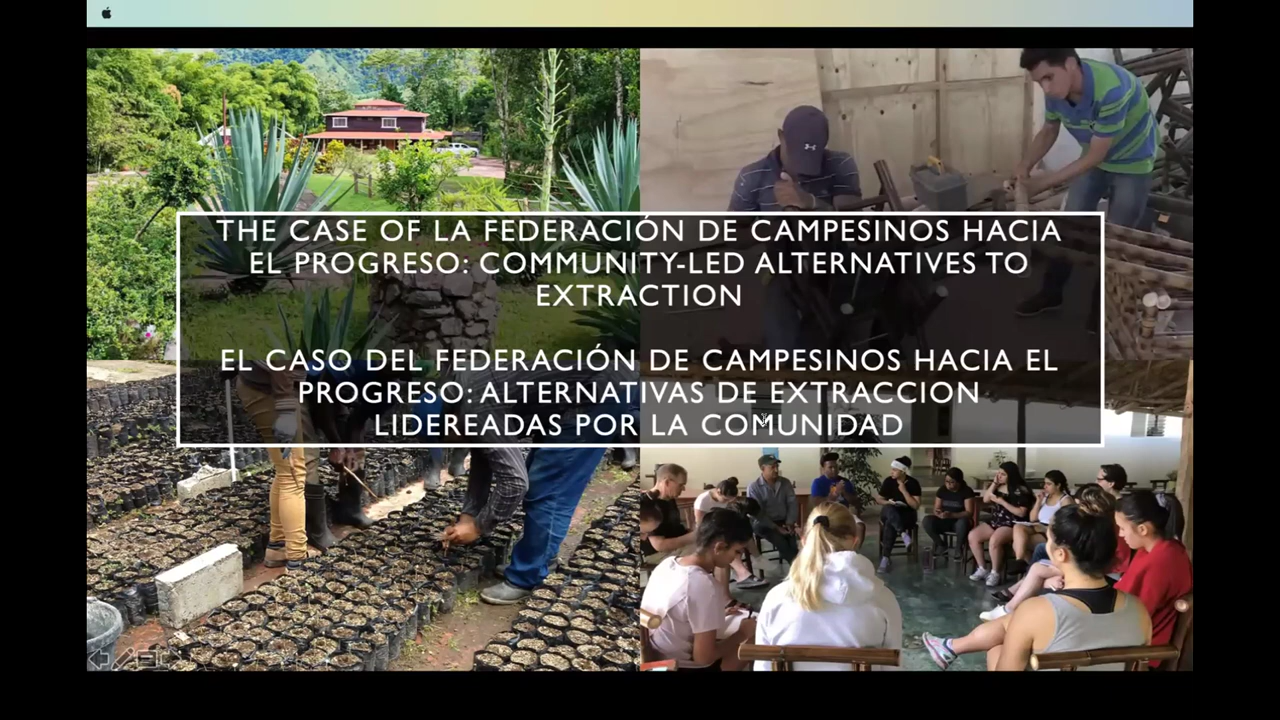 THE CASE OF LA FEDERACIÓN DE CAMPESINOS HACIA
EL PROGRESO: COMMUNITY-LED ALTERNATIVES TO
EXTRACTION
EL CASO DEL FEDERACIÓN DE CAMPESINOS HACIA EL
PROGRESO: ALTERNATIVAS DE EXTRACCION
LIDEREADAS POR LA COMUNIDAD